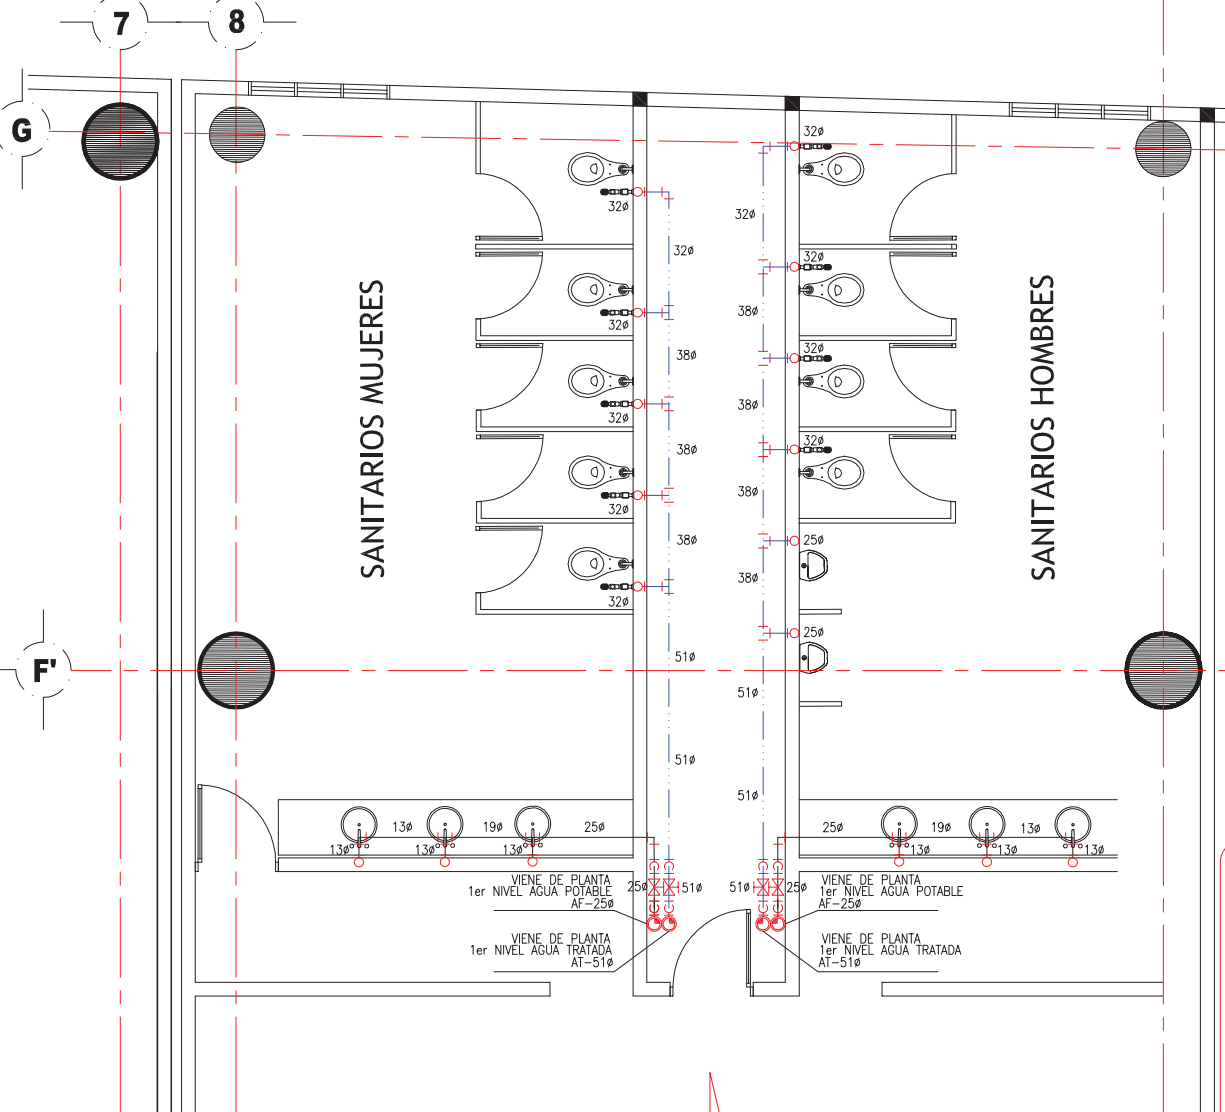 7
8
G
F'
SANITARIOS MUJERES
SANITARIOS HOMBRES
32ø
32ø
32ø
32ø
32ø
32ø
38ø
38ø
38ø
51ø
51ø
32ø
32ø
32ø
32ø
32ø
38ø
38ø
38ø
25ø
38ø
25ø
51ø
51ø
13ø
19ø
25ø
13ø
13ø
13ø
25ø
19ø
13ø
13ø
13ø
13ø
25ø
51ø
51ø
25ø
VIENE DE PLANTA
1er NIVEL AGUA POTABLE
AF-25ø
VIENE DE PLANTA
1er NIVEL AGUA TRATADA
AT-51ø
VIENE DE PLANTA
1er NIVEL AGUA POTABLE
AF-25ø
VIENE DE PLANTA
1er NIVEL AGUA TRATADA
AT-51ø